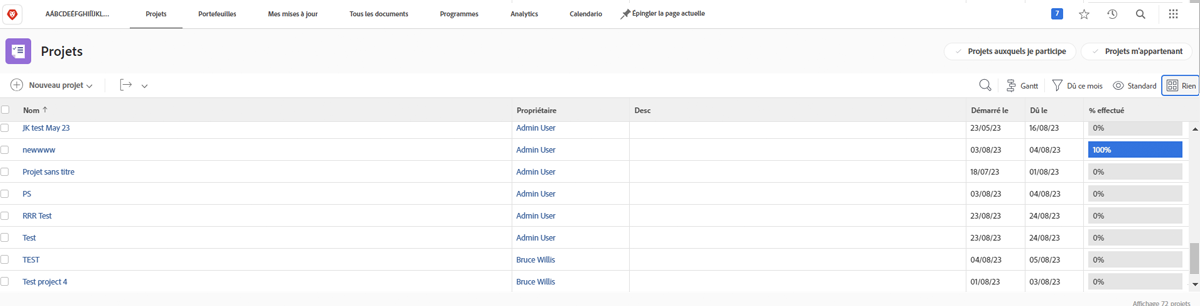 AÁBCDEÉFGHIÍIJKL... Projets Portefeuilles Mes mises à jour Tous les documents Programmes Analytics Calendario Épingler la page actuelle 7
Projets Projets auxquels je participe Projets m'appartenant
Nouveau projet Gantt Dû ce mois Standard Rien
Nom Propriétaire Desc Démarré le Dû le % effectué
JK test May 23 Admin User 23/05/23 16/08/23 0%
newwww Admin User 03/08/23 04/08/23 100%
Projet sans titre Admin User 18/07/23 01/08/23 0%
PS Admin User 03/08/23 04/08/23 0%
RRR Test Admin User 23/08/23 24/08/23 0%
Test Admin User 23/08/23 24/08/23 0%
TEST Bruce Willis 04/08/23 05/08/23 0%
Test project 4 Bruce Willis 01/08/23 03/08/23 0%
Affichage 72 projets